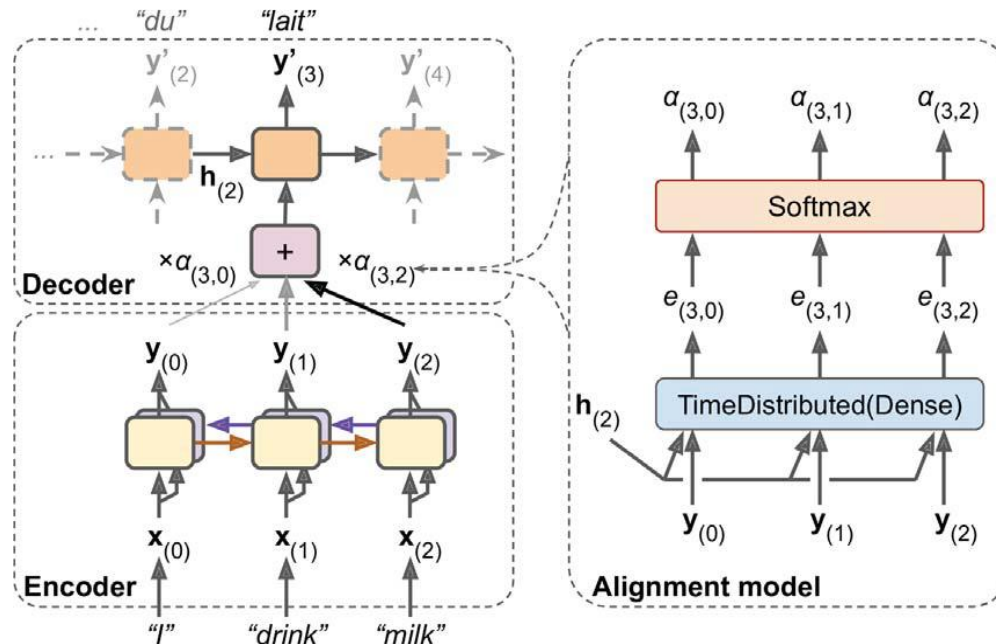 ... "du" "lait"
y'(2) y'(3) y'(4)
...
h(2)
+
×α(3,0) ×α(3,2)
Decoder
y(0) y(1) y(2)
x(0) x(1) x(2)
Encoder
"I" "drink" "milk"
α(3,0) α(3,1) α(3,2)
Softmax
e(3,0) e(3,1) e(3,2)
TimeDistributed(Dense)
h(2)
y(0) y(1) y(2)
Alignment model